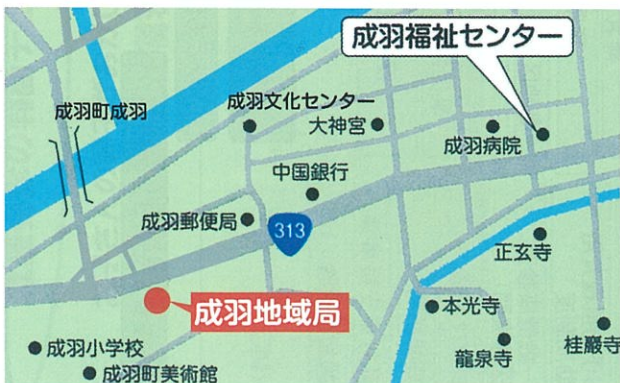 成羽福祉センター
成羽町成羽
成羽文化センター
大神宮
成羽病院
中国銀行
成羽郵便局
313
正玄寺
成羽地域局
本光寺
成羽小学校
龍泉寺
桂巖寺
成羽町美術館